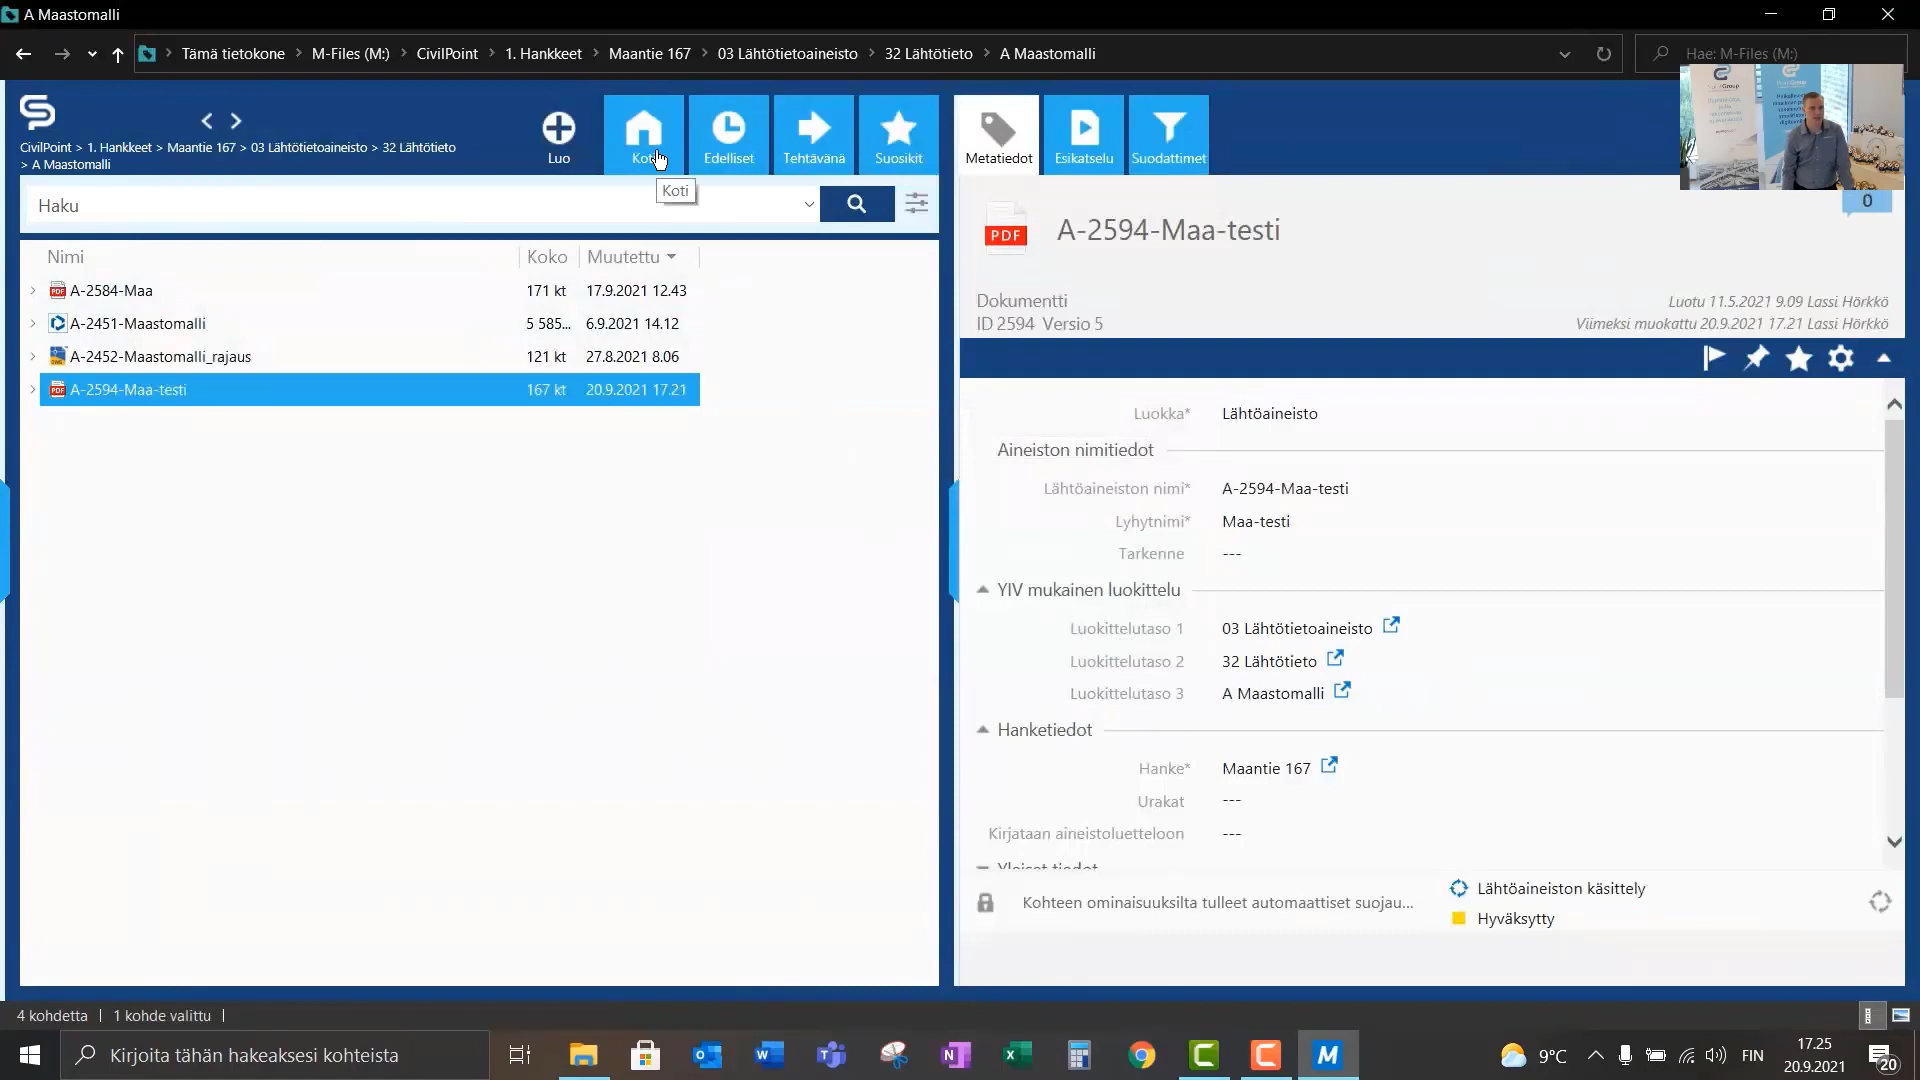 A Maastomalli
Tämä tietokone > M-Files (M:) > CivilPoint > 1. Hankkeet > Maantie 167 > 03 Lähtötietoaineisto > 32 Lähtötieto > A Maastomalli
Hae: M-Files (M:)
CivilPoint > 1. Hankkeet > Maantie 167 > 03 Lähtötietoaineisto > 32 Lähtötieto
> A Maastomalli
Luo
Koti
Edelliset
Tehtävänä
Suosikit
Metatiedot
Esikatselu
Suodattimet
Koti
Haku
Nimi Koko Muutettu
A-2584-Maa 171 kt 17.9.2021 12.43
A-2451-Maastomalli 5 585... 6.9.2021 14.12
A-2452-Maastomalli_rajaus 121 kt 27.8.2021 8.06
A-2594-Maa-testi 167 kt 20.9.2021 17.21
0
PDF
A-2594-Maa-testi
Dokumentti
ID 2594 Versio 5
Luotu 11.5.2021 9.09 Lassi Hörkkö
Viimeksi muokattu 20.9.2021 17.21 Lassi Hörkkö
Luokka* Lähtöaineisto
Aineiston nimitiedot
Lähtöaineiston nimi* A-2594-Maa-testi
Lyhytnimi* Maa-testi
Tarkenne ---
YIV mukainen luokittelu
Luokittelutaso 1 03 Lähtötietoaineisto
Luokittelutaso 2 32 Lähtötieto
Luokittelutaso 3 A Maastomalli
Hanketiedot
Hanke* Maantie 167
Urakat ---
Kirjataan aineistoluetteloon ---
Yleiset tiedot
Kohteen ominaisuuksilta tulleet automaattiset suojau...
Lähtöaineiston käsittely
Hyväksytty
4 kohdetta | 1 kohde valittu |
Kirjoita tähän hakeaksesi kohteista
9°C
FIN
17.25
20.9.2021
20